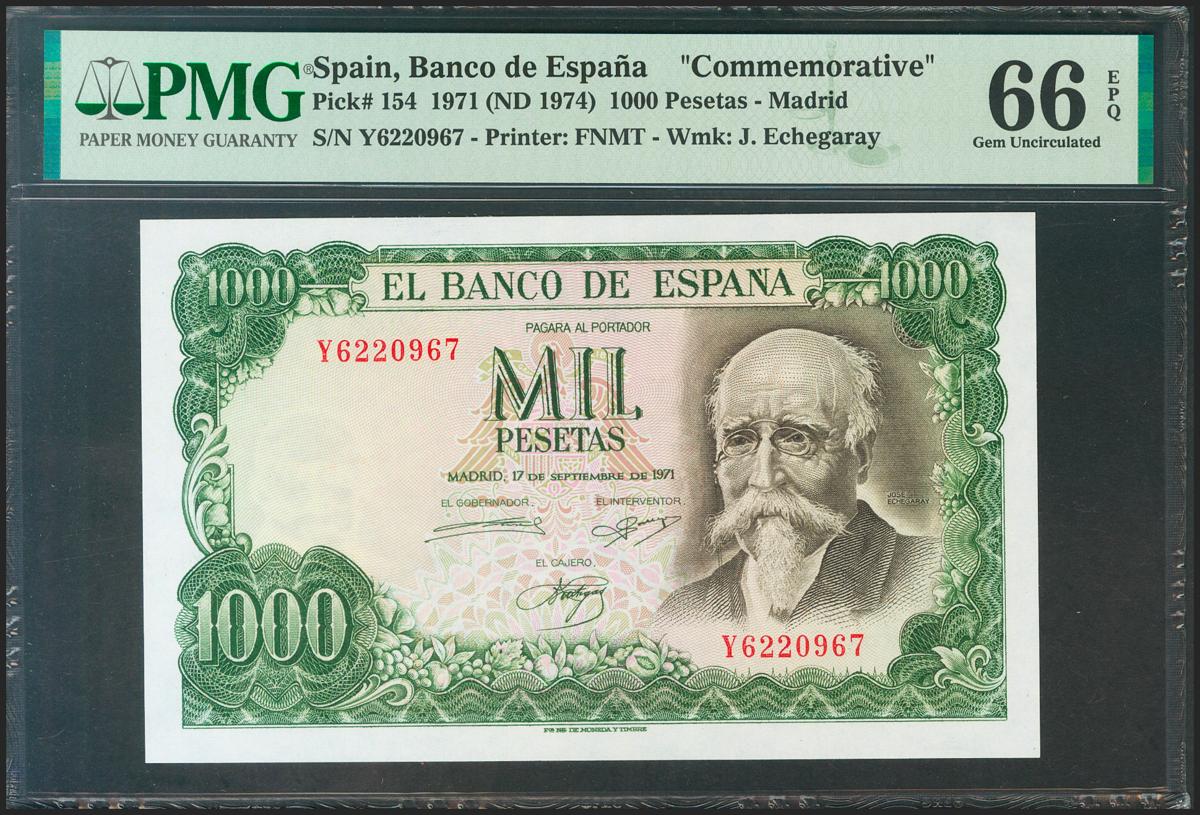 PMG®
PAPER MONEY GUARANTY
Spain, Banco de España "Commemorative"
Pick# 154 1971 (ND 1974) 1000 Pesetas - Madrid
S/N Y6220967 - Printer: FNMT - Wmk: J. Echegaray
66 EPQ
Gem Uncirculated
1000
EL BANCO DE ESPAÑA
1000
PAGARA AL PORTADOR
Y6220967
MIL
PESETAS
MADRID, 17 DE SEPTIEMBRE DE 1971
EL GOBERNADOR, EL INTERVENTOR,
JOSE
ECHEGARAY
EL CAJERO,
1000
Y6220967